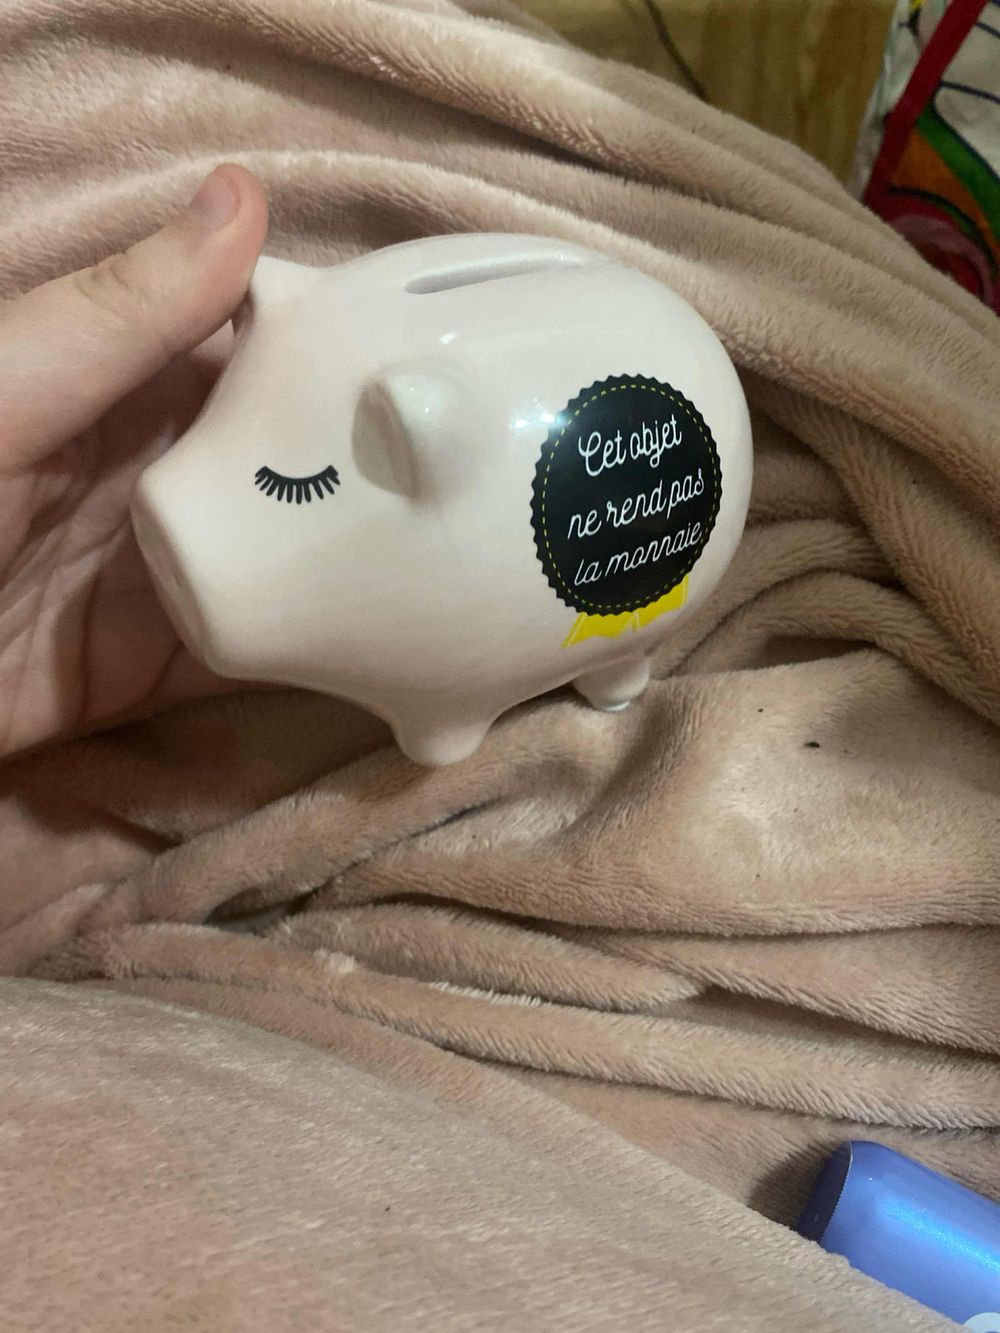 Cet objet
ne rend pas
la monnaie